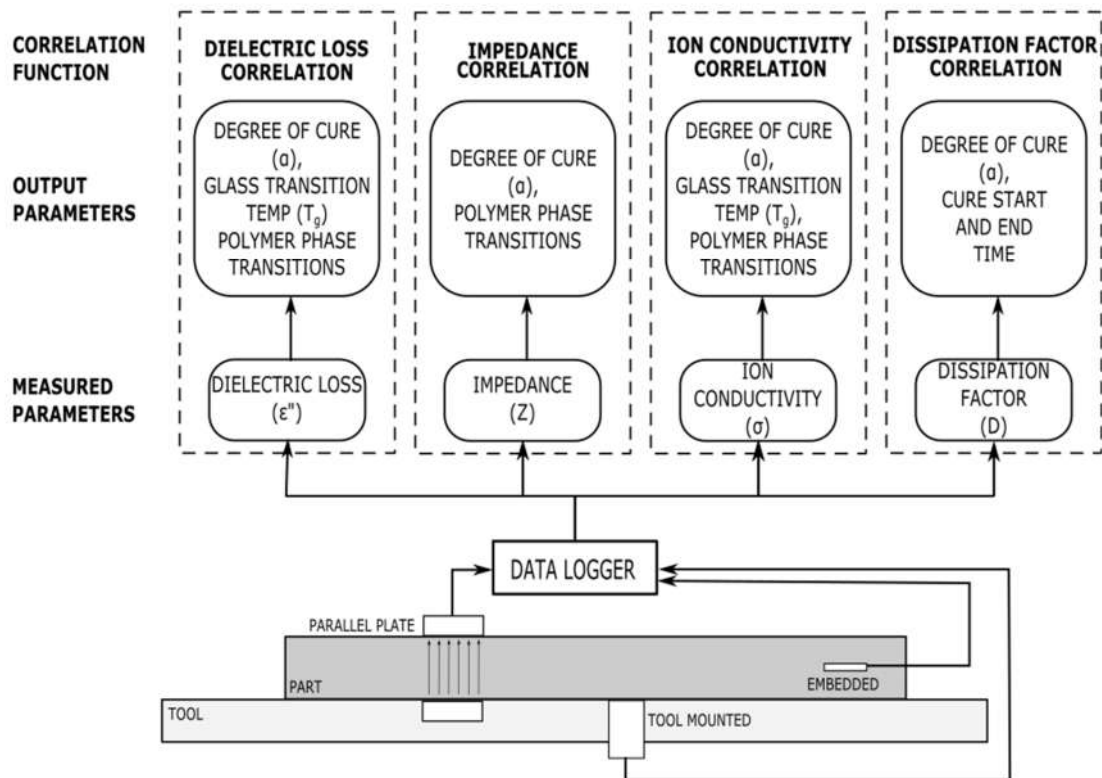 CORRELATION
FUNCTION
DIELECTRIC LOSS
CORRELATION
IMPEDANCE
CORRELATION
ION CONDUCTIVITY
CORRELATION
DISSIPATION FACTOR
CORRELATION
OUTPUT
PARAMETERS
DEGREE OF CURE
(α),
GLASS TRANSITION
TEMP (Tg)
POLYMER PHASE
TRANSITIONS
DEGREE OF CURE
(α),
POLYMER PHASE
TRANSITIONS
DEGREE OF CURE
(α),
GLASS TRANSITION
TEMP (Tg),
POLYMER PHASE
TRANSITIONS
DEGREE OF CURE
(α),
CURE START
AND END
TIME
MEASURED
PARAMETERS
DIELECTRIC LOSS
(ε")
IMPEDANCE
(Z)
ION
CONDUCTIVITY
(σ)
DISSIPATION
FACTOR
(D)
DATA LOGGER
PARALLEL PLATE
PART
EMBEDDED
TOOL
TOOL MOUNTED